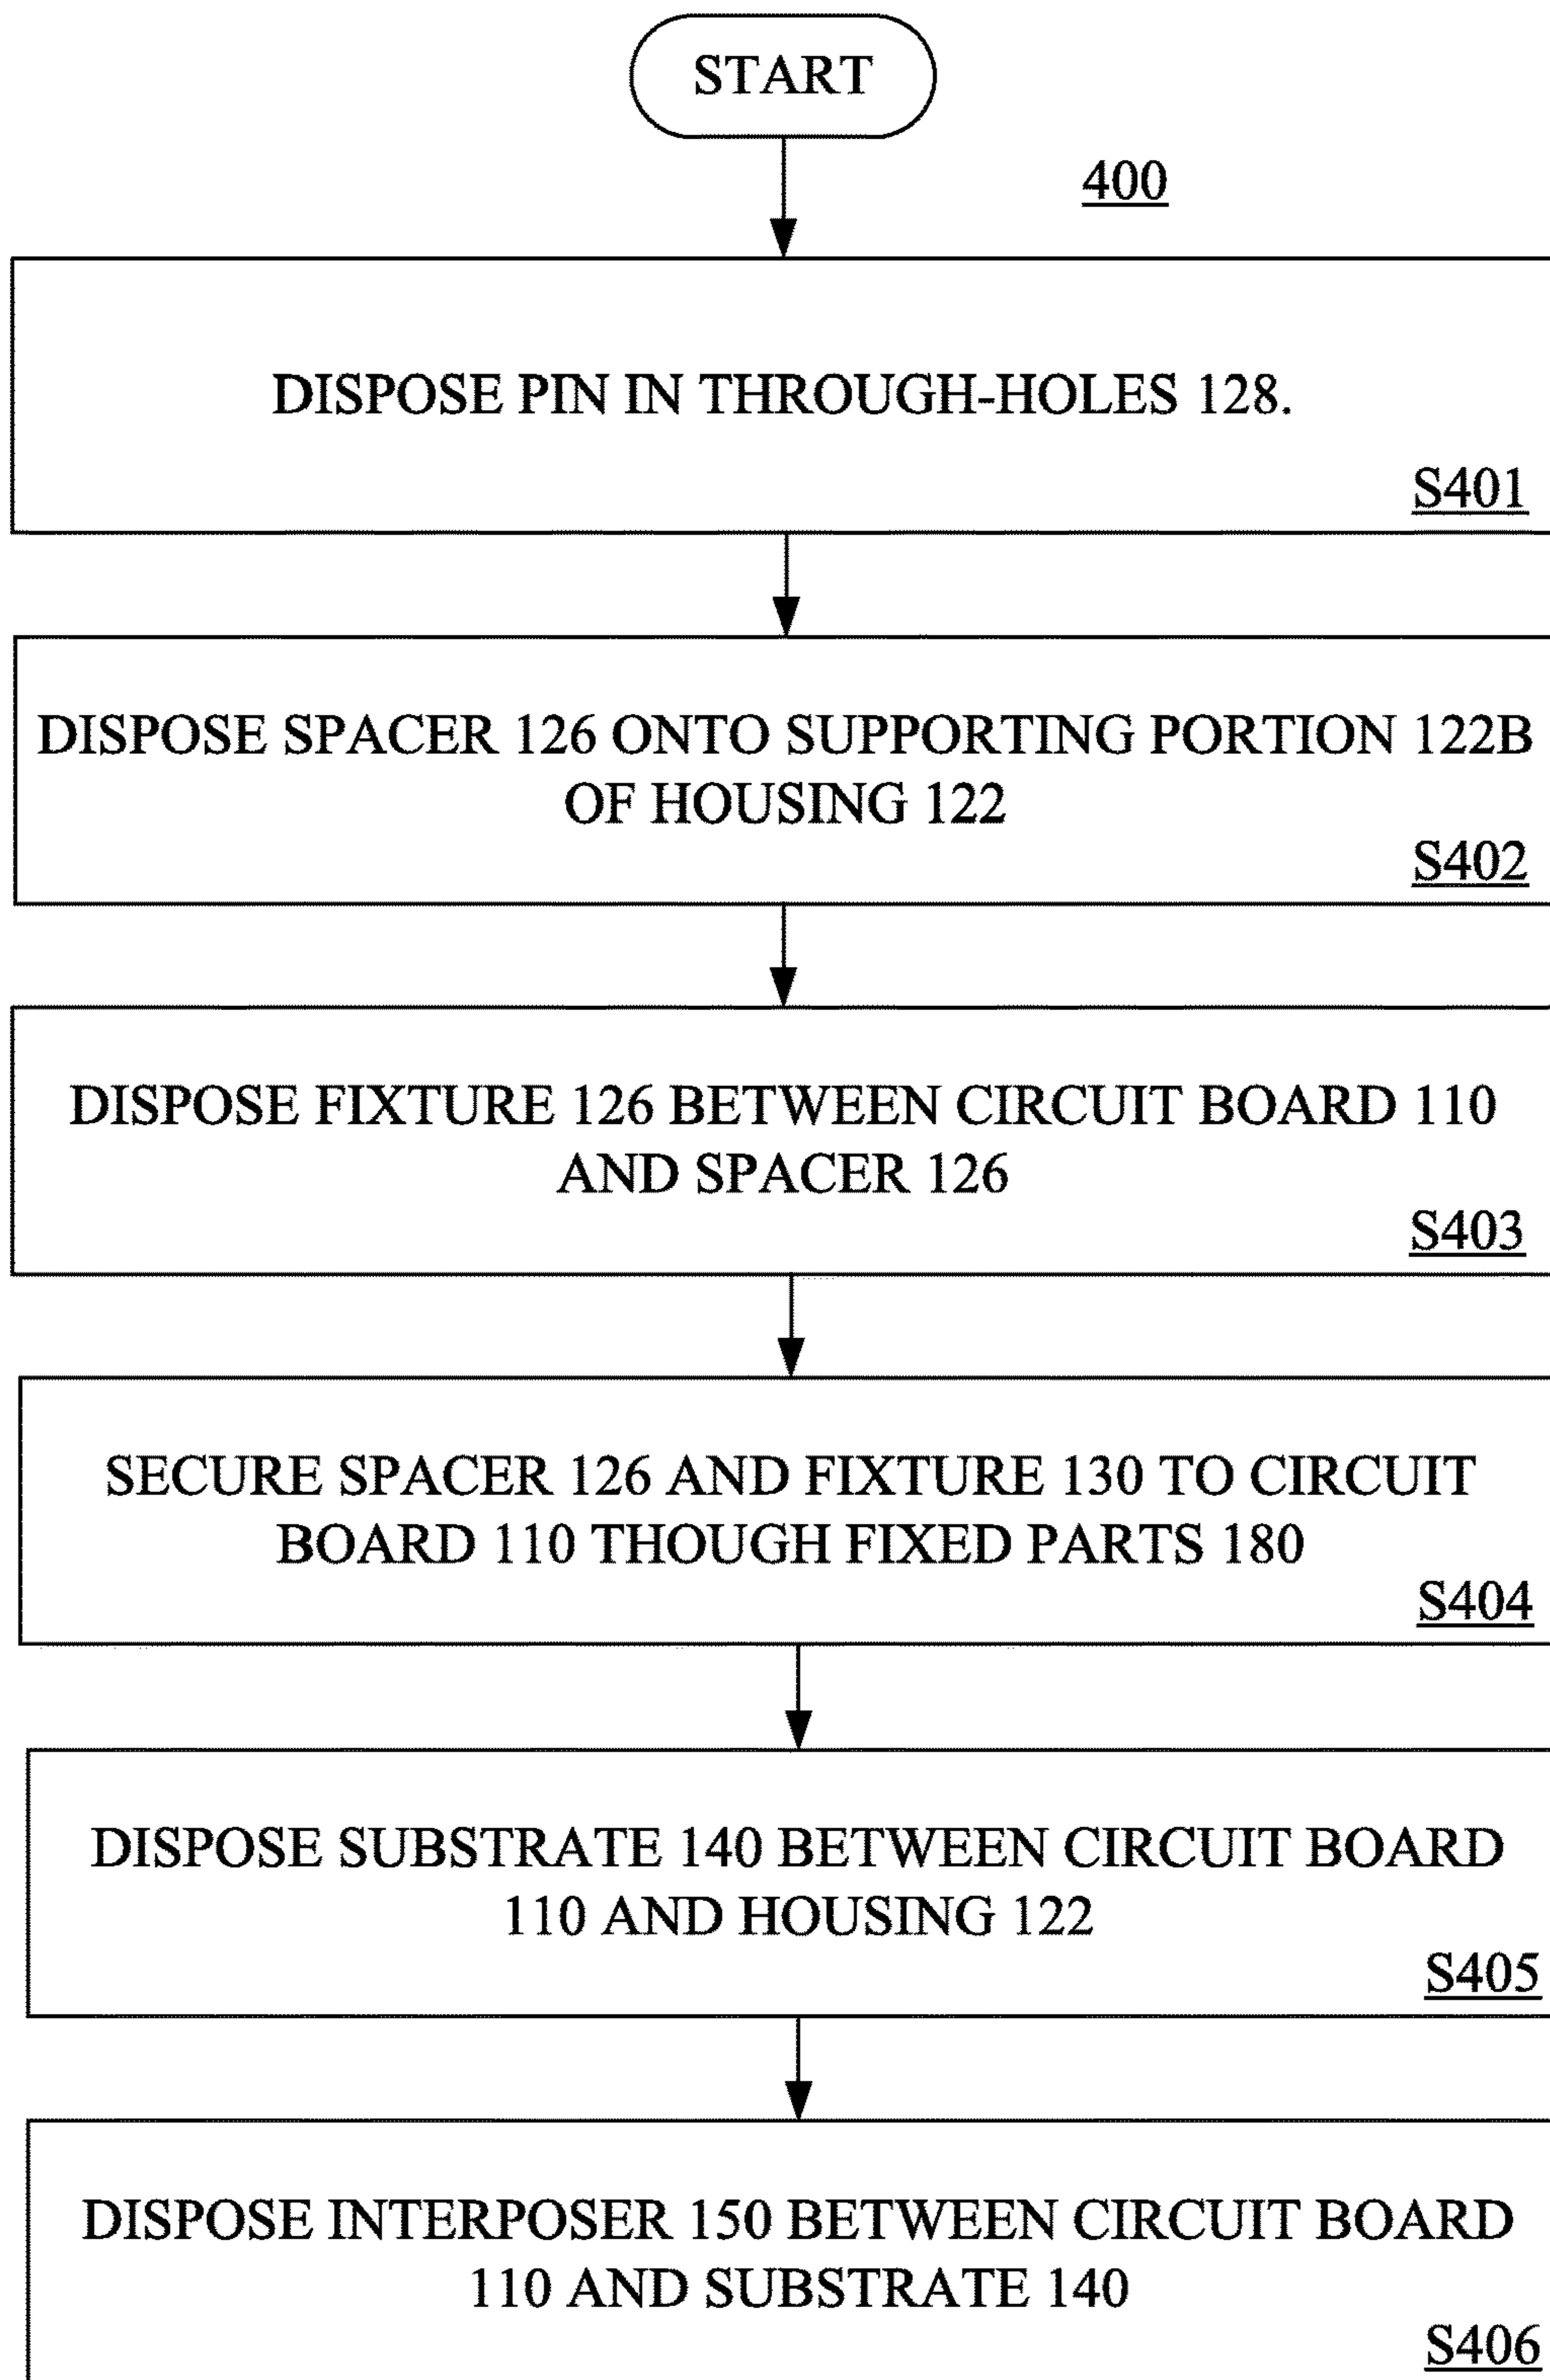 START
400
DISPOSE PIN IN THROUGH-HOLES 128.
S401
DISPOSE SPACER 126 ONTO SUPPORTING PORTION 122B
OF HOUSING 122
S402
DISPOSE FIXTURE 126 BETWEEN CIRCUIT BOARD 110
AND SPACER 126
S403
SECURE SPACER 126 AND FIXTURE 130 TO CIRCUIT
BOARD 110 THOUGH FIXED PARTS 180
S404
DISPOSE SUBSTRATE 140 BETWEEN CIRCUIT BOARD
110 AND HOUSING 122
S405
DISPOSE INTERPOSER 150 BETWEEN CIRCUIT BOARD
110 AND SUBSTRATE 140
S406